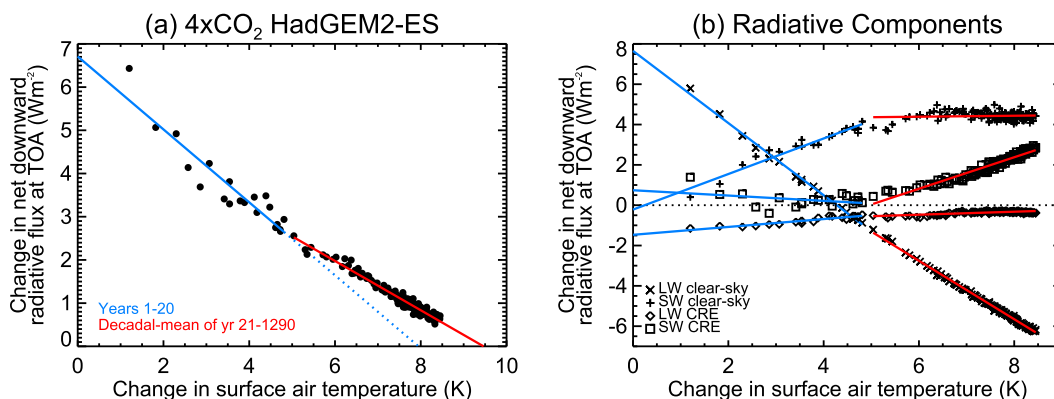 (a) 4xCO₂ HadGEM2-ES
Change in net downward
radiative flux at TOA (Wm⁻²)
7
6
5
4
3
2
1
0
Years 1-20
Decadal-mean of yr 21-1290
0 2 4 6 8 10
Change in surface air temperature (K)
(b) Radiative Components
Change in net downward
radiative flux at TOA (Wm⁻²)
8
6
4
2
0
-2
-4
-6
LW clear-sky
SW clear-sky
LW CRE
SW CRE
0 2 4 6 8
Change in surface air temperature (K)